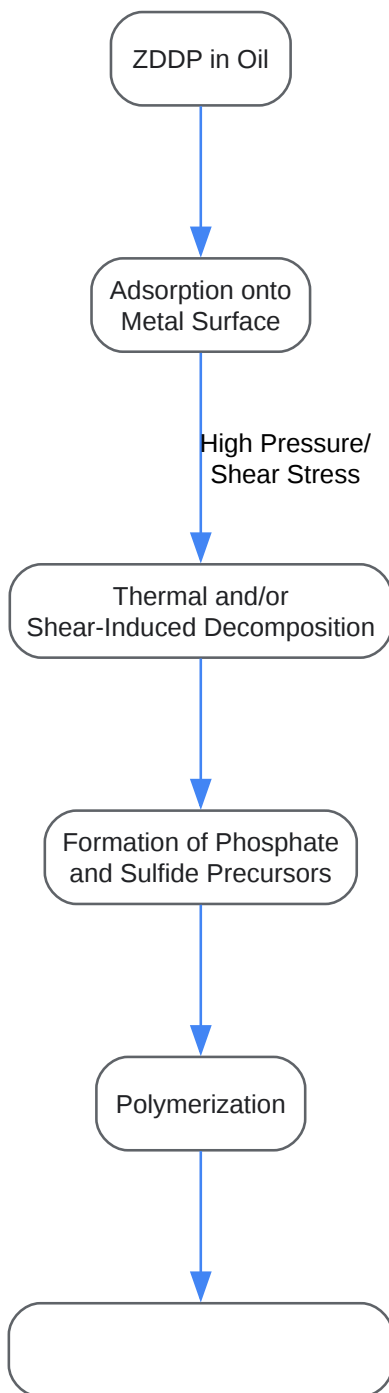 ZDDP in Oil
Adsorption onto
Metal Surface
High Pressure/
Shear Stress
Thermal and/or
Shear-Induced Decomposition
Formation of Phosphate
and Sulfide Precursors
Polymerization